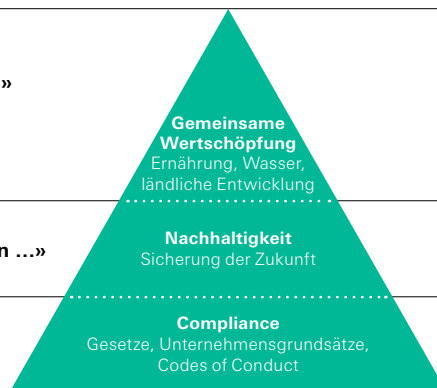 »
Gemeinsame
Wertschöpfung
Ernährung, Wasser,
ländliche Entwicklung
n …»
Nachhaltigkeit
Sicherung der Zukunft
Compliance
Gesetze, Unternehmensgrundsätze,
Codes of Conduct